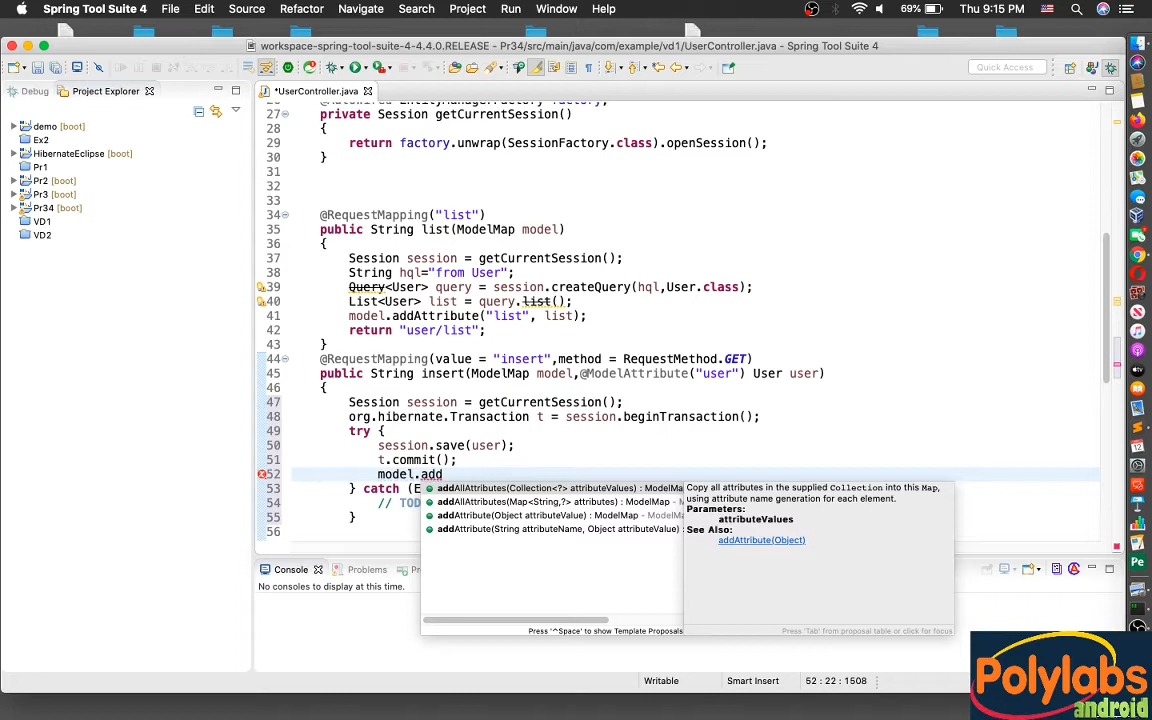 Spring Tool Suite 4 File Edit Source Refactor Navigate Search Project Run Window Help 69% Thu 9:15 PM
workspace-spring-tool-suite-4-4.4.0.RELEASE - Pr34/src/main/java/com/example/vd1/UserController.java - Spring Tool Suite 4
Quick Access
Debug Project Explorer *UserController.java
demo [boot]
Ex2
HibernateEclipse [boot]
Pr1
Pr2 [boot]
Pr3 [boot]
Pr34 [boot]
VD1
VD2
26 @Autowired EntityManagerFactory factory;
27 private Session getCurrentSession()
28 {
29 return factory.unwrap(SessionFactory.class).openSession();
30 }
31
32
33
34 @RequestMapping("list")
35 public String list(ModelMap model)
36 {
37 Session session = getCurrentSession();
38 String hql="from User";
39 Query<User> query = session.createQuery(hql,User.class);
40 List<User> list = query.list();
41 model.addAttribute("list", list);
42 return "user/list";
43 }
44 @RequestMapping(value = "insert",method = RequestMethod.GET)
45 public String insert(ModelMap model,@ModelAttribute("user") User user)
46 {
47 Session session = getCurrentSession();
48 org.hibernate.Transaction t = session.beginTransaction();
49 try {
50 session.save(user);
51 t.commit();
52 model.add
53 } catch (E
54 // TOD
55 }
56
addAllAttributes(Collection<?> attributeValues) : ModelMa
addAllAttributes(Map<String,?> attributes) : ModelMap - M
addAttribute(Object attributeValue) : ModelMap - ModelMa
addAttribute(String attributeName, Object attributeValue) :
Press '^Space' to show Template Proposals
Copy all attributes in the supplied Collection into this Map,
using attribute name generation for each element.
Parameters:
attributeValues
See Also:
addAttribute(Object)
Press 'Tab' from proposal table or click for focus
Console Problems Pr
No consoles to display at this time.
Writable Smart Insert 52 : 22 : 1508
Polylabs
android